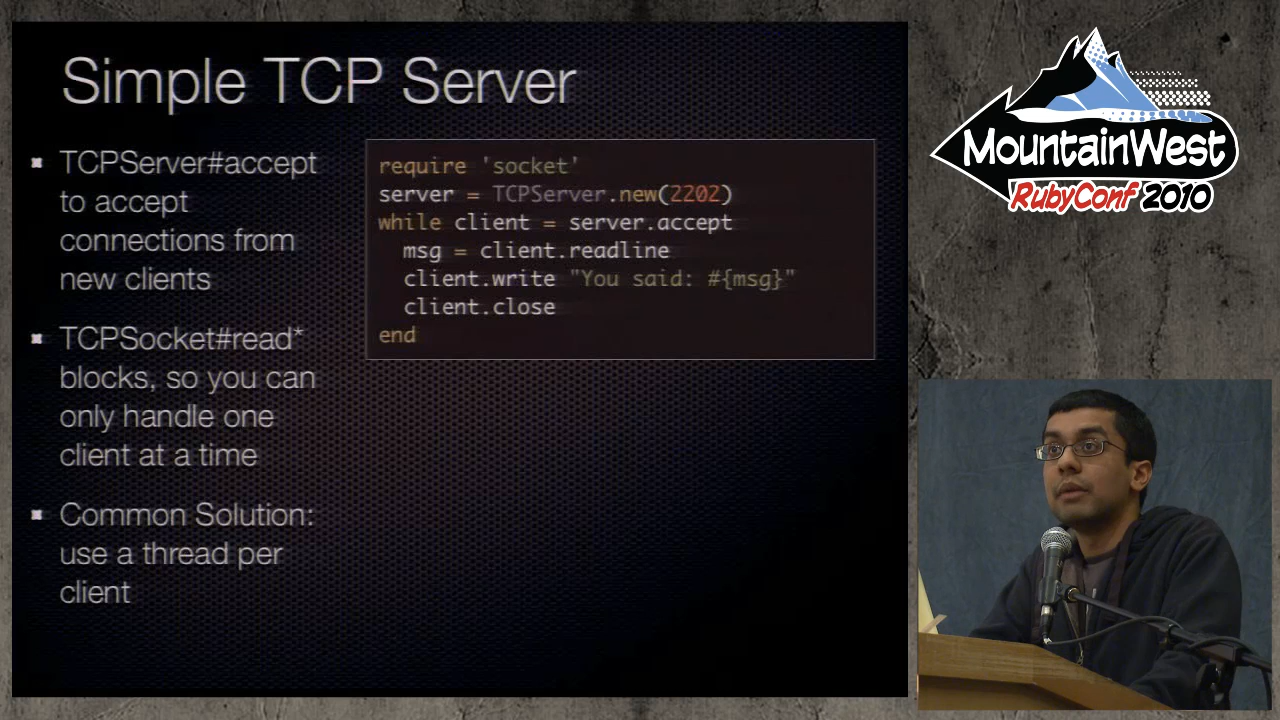 Simple TCP Server
TCPServer#accept
to accept
connections from
new clients
TCPSocket#read*
blocks, so you can
only handle one
client at a time
Common Solution:
use a thread per
client
require 'socket'
server = TCPServer.new(2202)
while client = server.accept
  msg = client.readline
  client.write "You said: #{msg}"
  client.close
end
MountainWest
RubyConf 2010